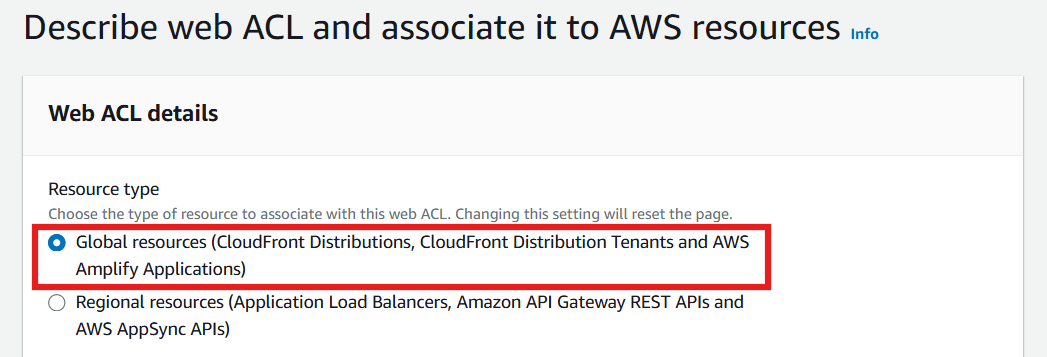 Describe web ACL and associate it to AWS resources Info
Web ACL details
Resource type
Choose the type of resource to associate with this web ACL. Changing this setting will reset the page.
Global resources (CloudFront Distributions, CloudFront Distribution Tenants and AWS
Amplify Applications)
Regional resources (Application Load Balancers, Amazon API Gateway REST APIs and
AWS AppSync APIs)